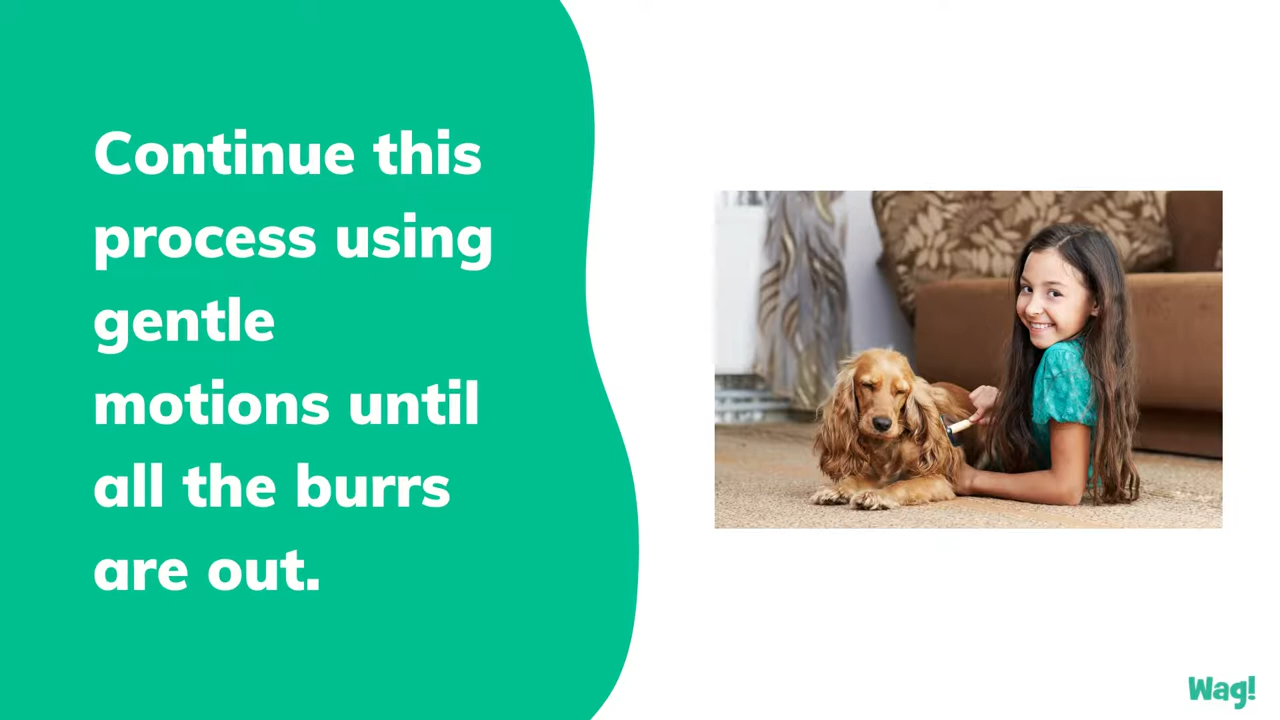 Continue this
process using
gentle
motions until
all the burrs
are out.
Wag!